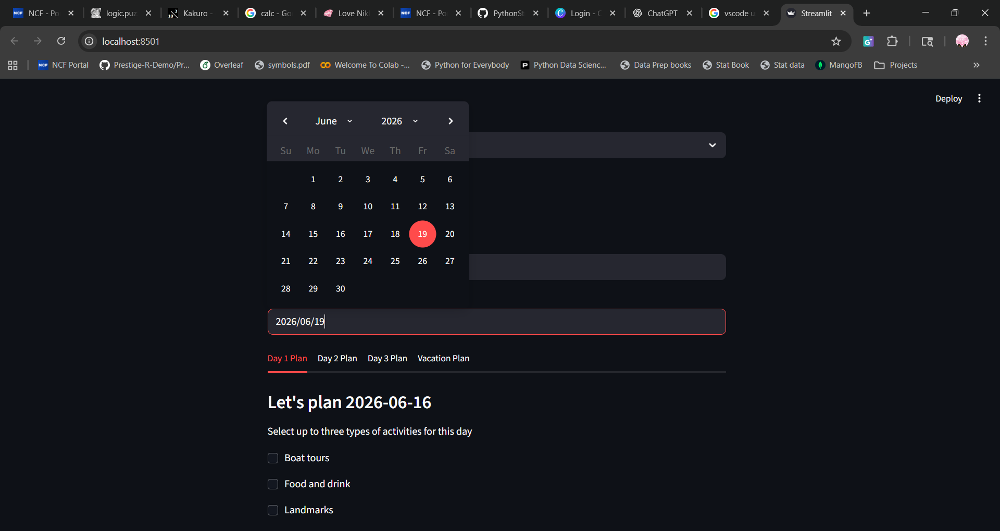 NCF - Po
logic.puz
Kakuro -
calc - Go
Love Nik
NCF - Po
PythonSt
Login - C
ChatGPT
vscode u
Streamlit
localhost:8501
NCF Portal
Prestige-R-Demo/Pr...
Overleaf
symbols.pdf
Welcome To Colab -...
Python for Everybody
Python Data Scienc...
Data Prep books
Stat Book
Stat data
MangoFB
Projects
Deploy
June 2026
Su Mo Tu We Th Fr Sa
1 2 3 4 5 6
7 8 9 10 11 12 13
14 15 16 17 18 19 20
21 22 23 24 25 26 27
28 29 30
2026/06/19
Day 1 Plan Day 2 Plan Day 3 Plan Vacation Plan
Let's plan 2026-06-16
Select up to three types of activities for this day
Boat tours
Food and drink
Landmarks